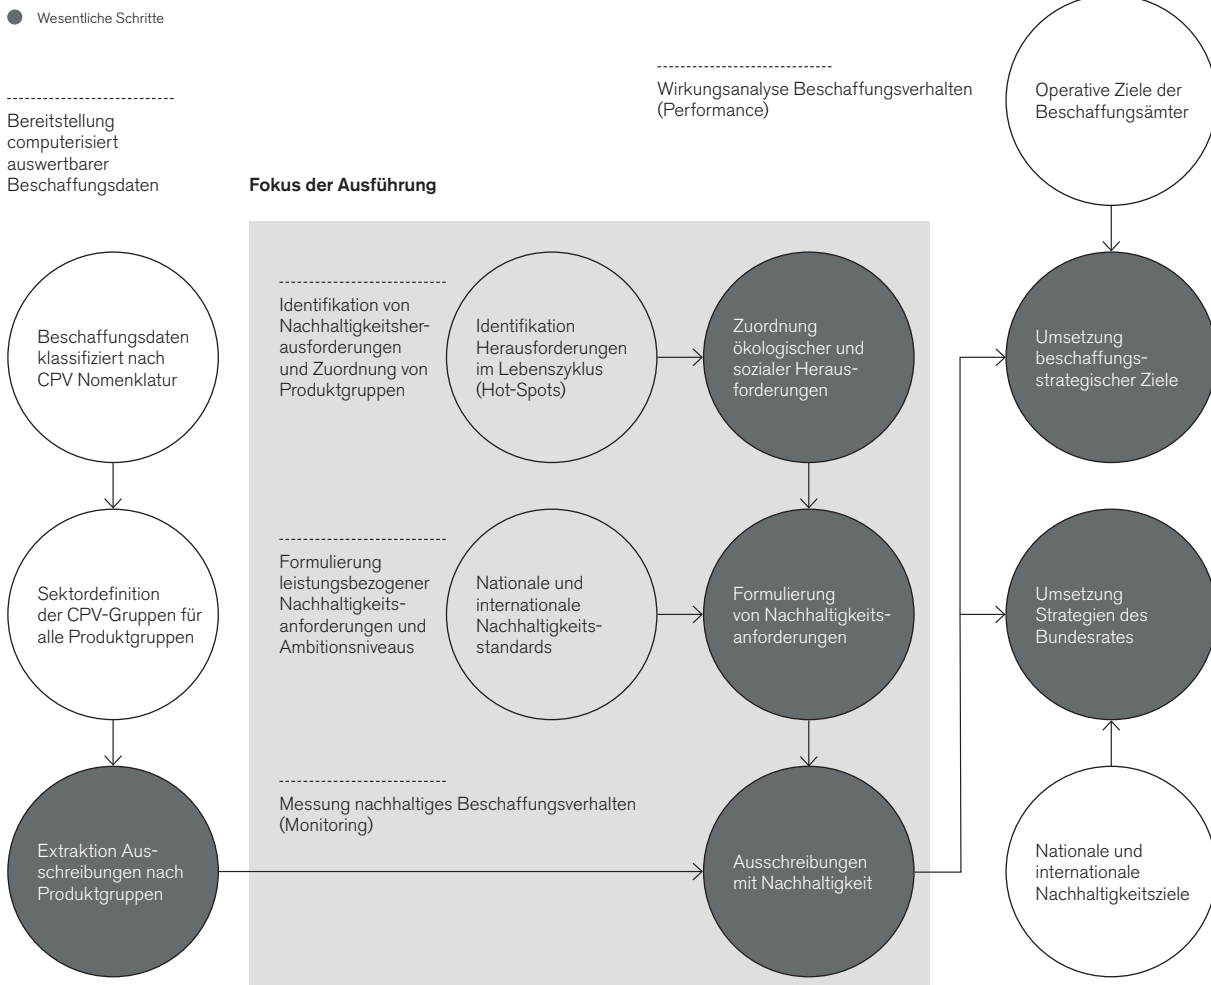 Wesentliche Schritte
Bereitstellung
computerisiert
auswertbarer
Beschaffungsdaten
Wirkungsanalyse Beschaffungsverhalten
(Performance)
Operative Ziele der
Beschaffungsämter
Fokus der Ausführung
Beschaffungsdaten
klassifiziert nach
CPV Nomenklatur
Identifikation von
Nachhaltigkeitsher-
ausforderungen
und Zuordnung von
Produktgruppen
Identifikation
Herausforderungen
im Lebenszyklus
(Hot-Spots)
Zuordnung
ökologischer und
sozialer Heraus-
forderungen
Umsetzung
beschaffungs-
strategischer Ziele
Sektordefinition
der CPV-Gruppen für
alle Produktgruppen
Formulierung
leistungsbezogener
Nachhaltigkeits-
anforderungen und
Ambitionsniveaus
Nationale und
internationale
Nachhaltigkeits-
standards
Formulierung
von Nachhaltigkeits-
anforderungen
Umsetzung
Strategien des
Bundesrates
Messung nachhaltiges Beschaffungsverhalten
(Monitoring)
Extraktion Aus-
schreibungen nach
Produktgruppen
Ausschreibungen
mit Nachhaltigkeit
Nationale und
internationale
Nachhaltigkeitsziele